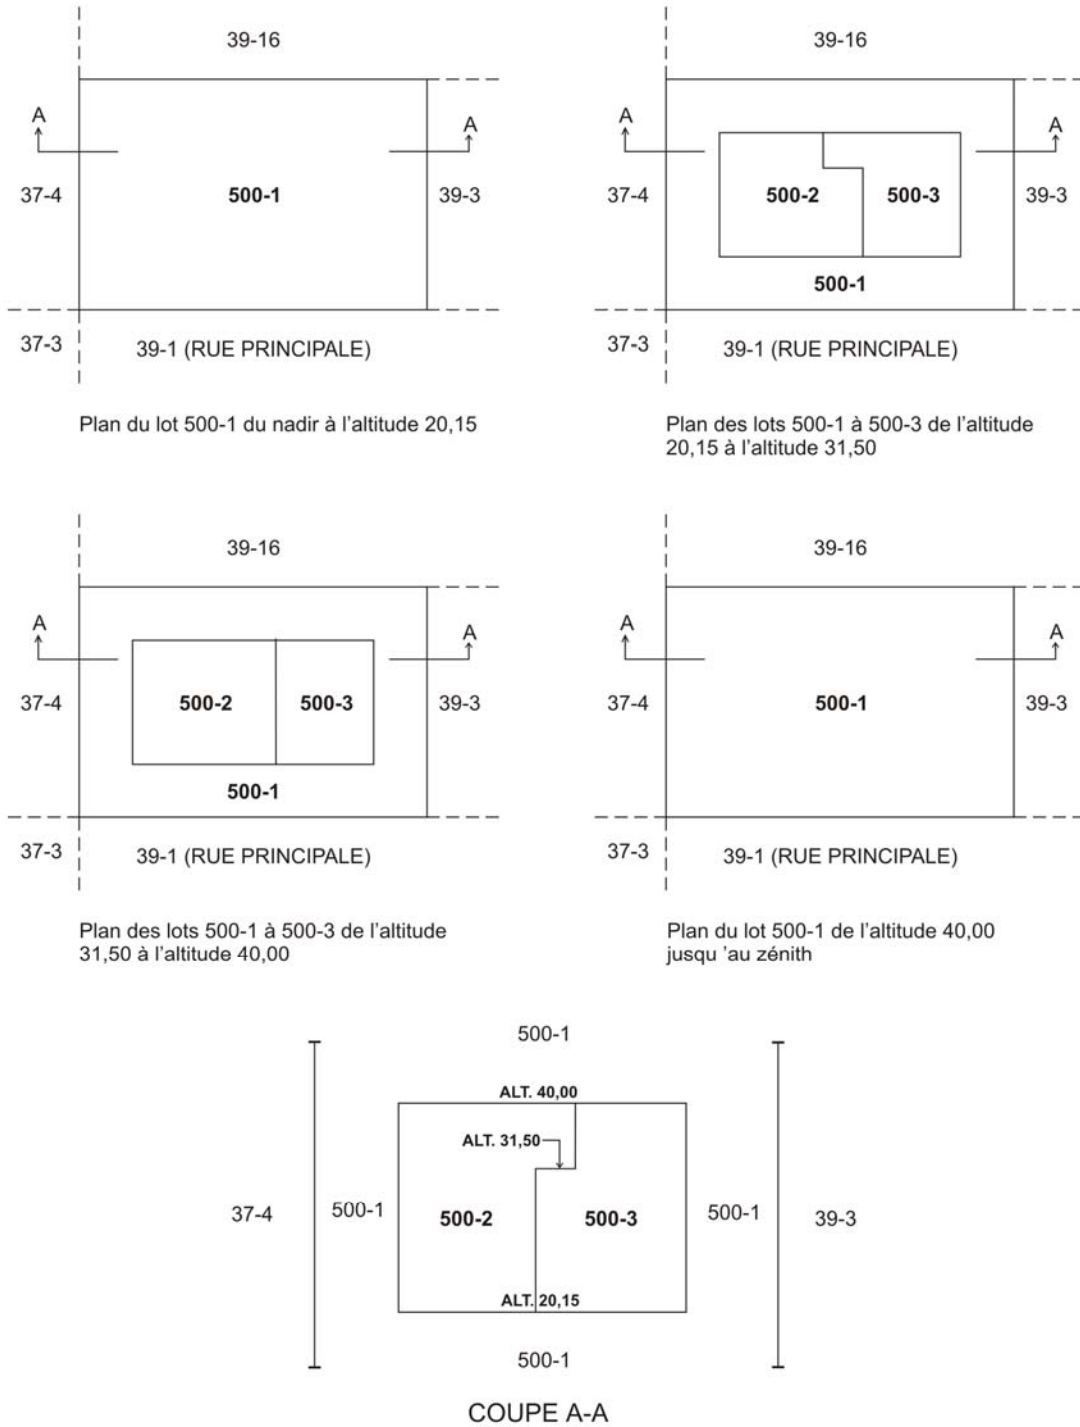 39-16
A
A
37-4
500-1
39-3
37-3
39-1 (RUE PRINCIPALE)
Plan du lot 500-1 du nadir à l'altitude 20,15
39-16
A
A
37-4
500-2
500-3
39-3
500-1
37-3
39-1 (RUE PRINCIPALE)
Plan des lots 500-1 à 500-3 de l'altitude
20,15 à l'altitude 31,50
39-16
A
A
37-4
500-2
500-3
39-3
500-1
37-3
39-1 (RUE PRINCIPALE)
Plan des lots 500-1 à 500-3 de l'altitude
31,50 à l'altitude 40,00
39-16
A
A
37-4
500-1
39-3
37-3
39-1 (RUE PRINCIPALE)
Plan du lot 500-1 de l'altitude 40,00
jusqu 'au zénith
500-1
ALT. 40,00
ALT. 31,50
37-4
500-1
500-2
500-3
500-1
39-3
ALT. 20,15
500-1
COUPE A-A